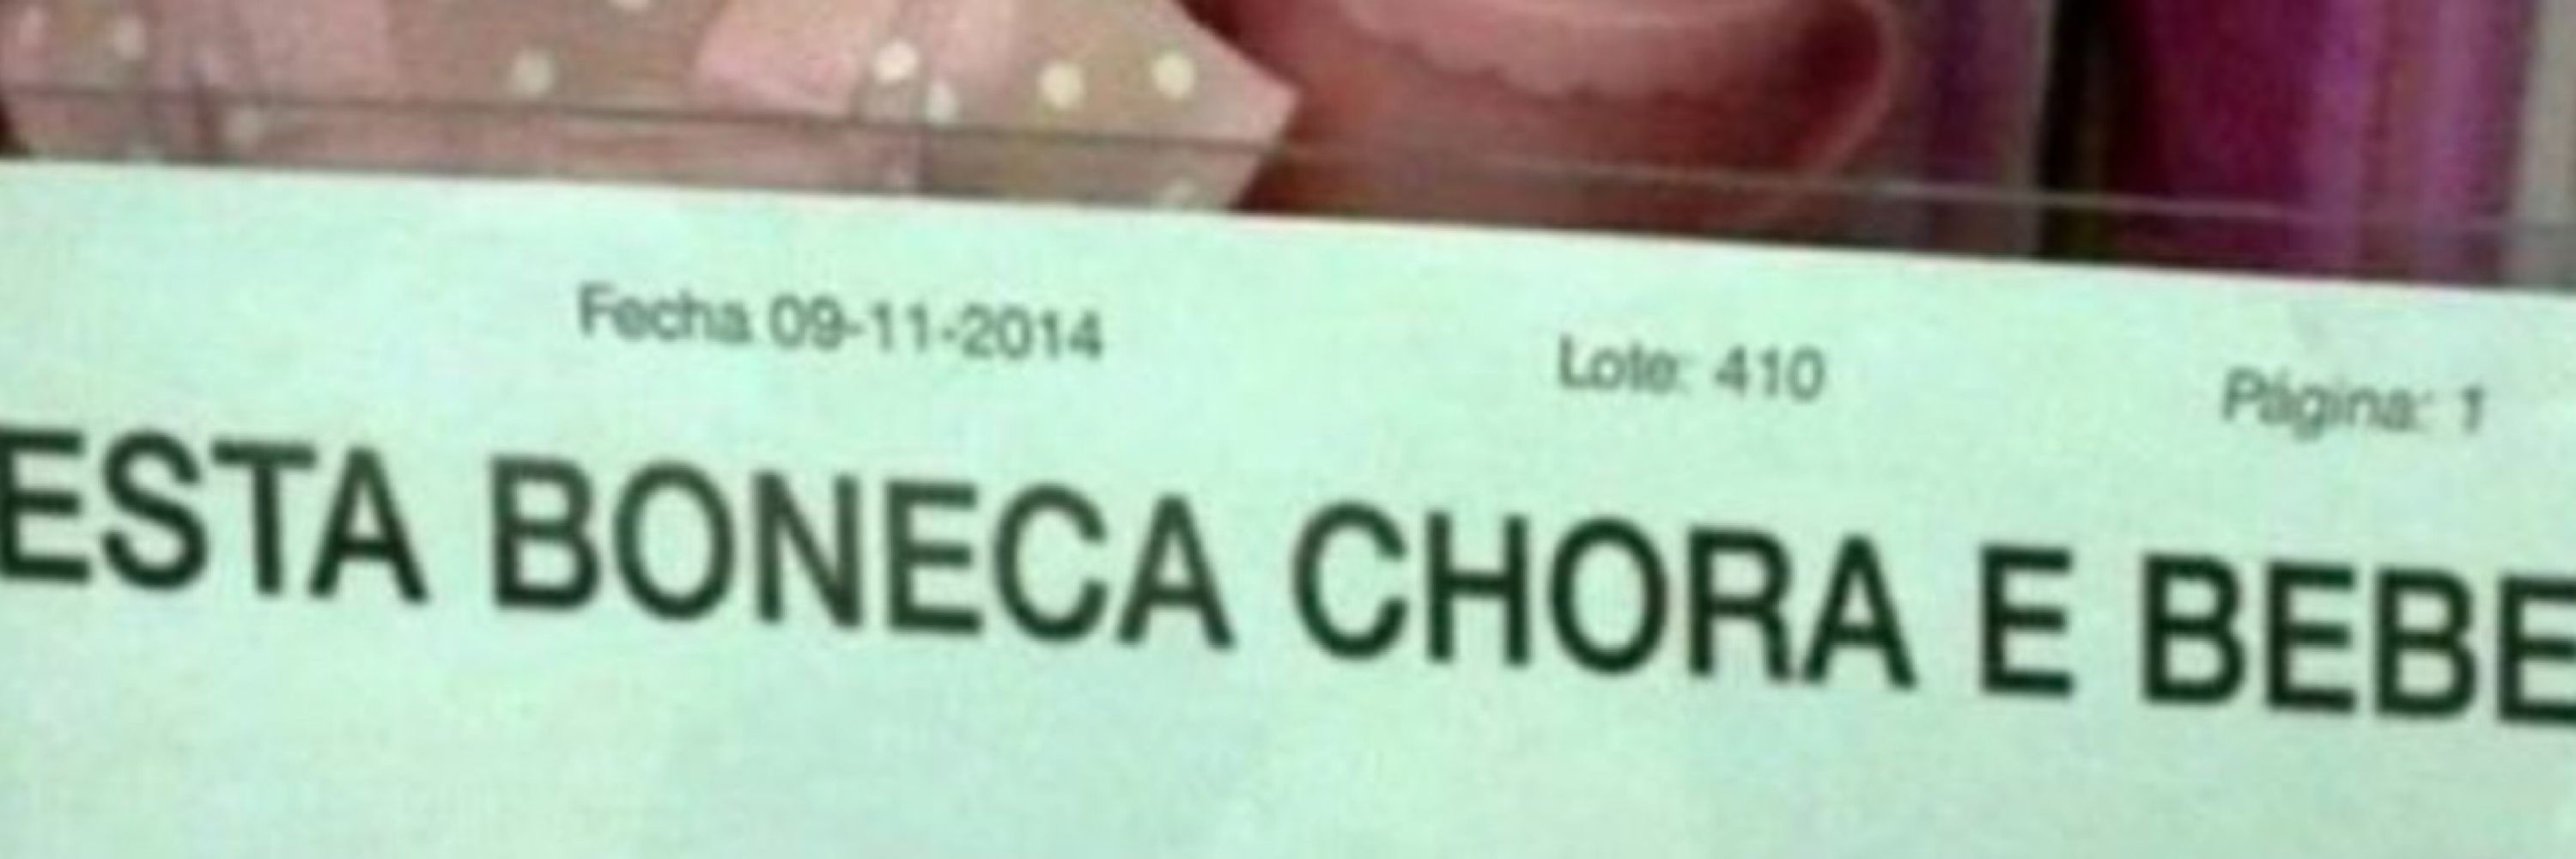 Fecha 09-11-2014 Lote: 410 Página: 1
ESTA BONECA CHORA E BEBE